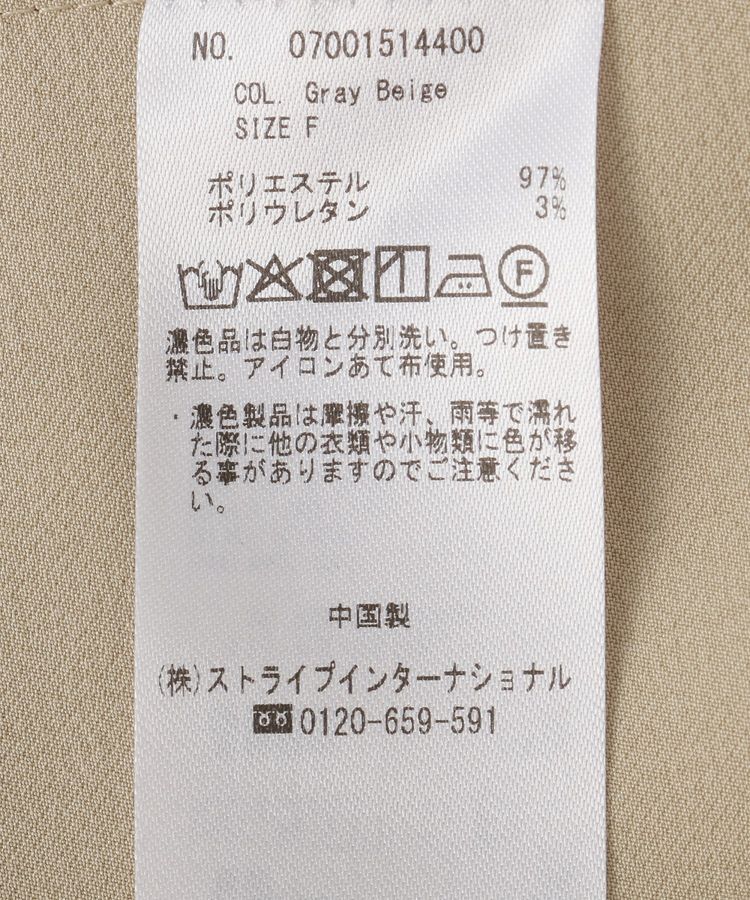 NO. 07001514400
COL. Gray Beige
SIZE F
ポリエステル 97%
ポリウレタン 3%
F
濃色品は白物と分別洗い。つけ置き
禁止。アイロンあて布使用。
・濃色製品は摩擦や汗、雨等で濡れ
た際に他の衣類や小物類に色が移
る事がありますのでご注意くださ
い。
中国製
(株)ストライプインターナショナル
0120-659-591